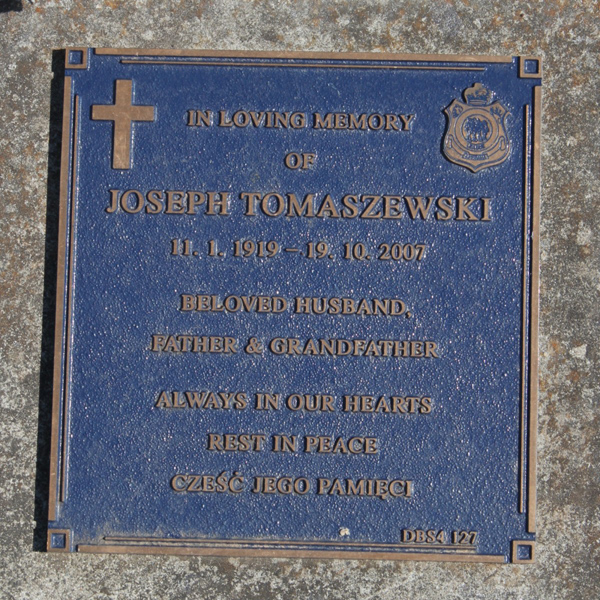 IN LOVING MEMORY
OF
JOSEPH TOMASZEWSKI
11. 1. 1919 – 19. 10. 2007
BELOVED HUSBAND,
FATHER & GRANDFATHER
ALWAYS IN OUR HEARTS
REST IN PEACE
CZEŚĆ JEGO PAMIĘCI
DBS4 127